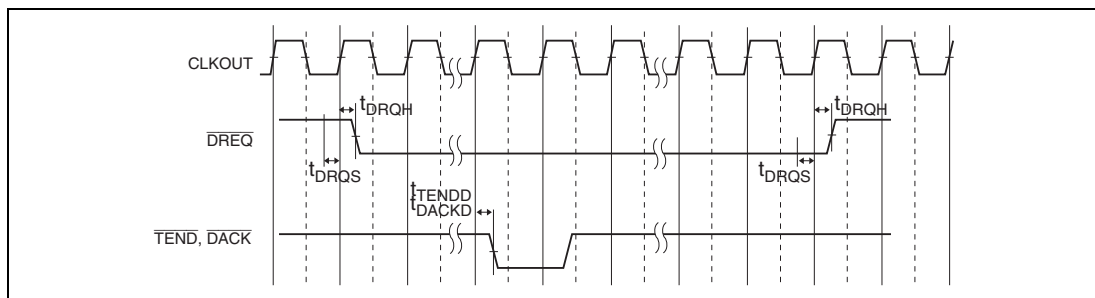 CLKOUT
tDRQH
tDRQH
DREQ
tDRQS
tDRQS
tTENDD
tDACKD
TEND, DACK